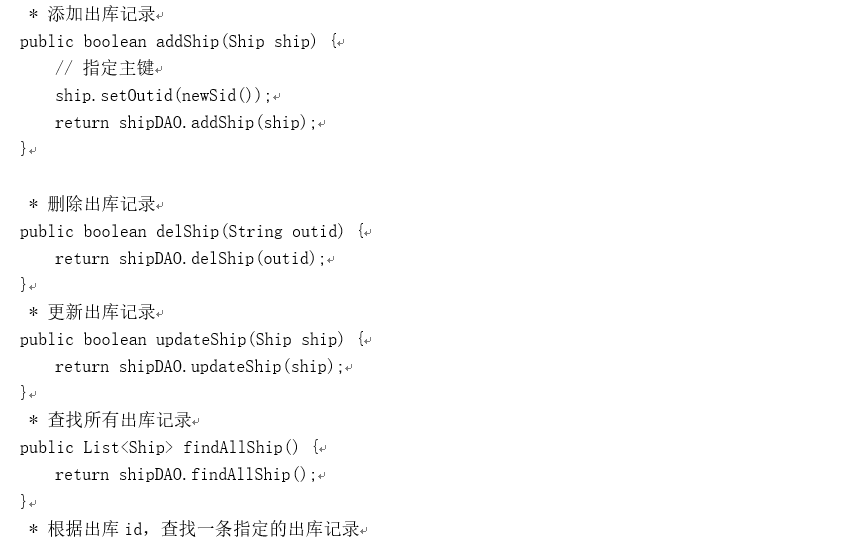 * 添加出库记录
public boolean addShip(Ship ship) {
// 指定主键
ship.setOutid(newSid());
return shipDAO.addShip(ship);
}
* 删除出库记录
public boolean delShip(String outid) {
return shipDAO.delShip(outid);
}
* 更新出库记录
public boolean updateShip(Ship ship) {
return shipDAO.updateShip(ship);
}
* 查找所有出库记录
public List<Ship> findAllShip() {
return shipDAO.findAllShip();
}
* 根据出库 id，查找一条指定的出库记录